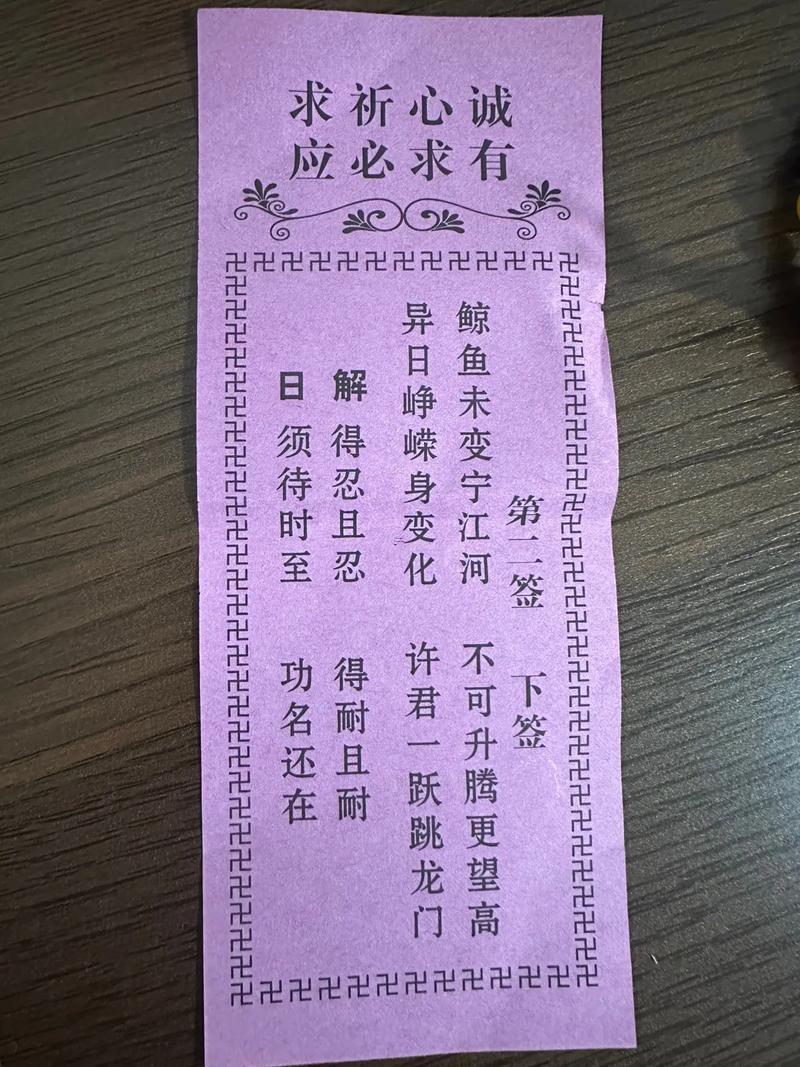 诚心祈求
有求必应
第二签 下签
鲸鱼未变宁江河 不可升腾更望高
异日峥嵘身变化 许君一跃跳龙门
解 得忍且忍 得耐且耐
日 须待时至 功名还在